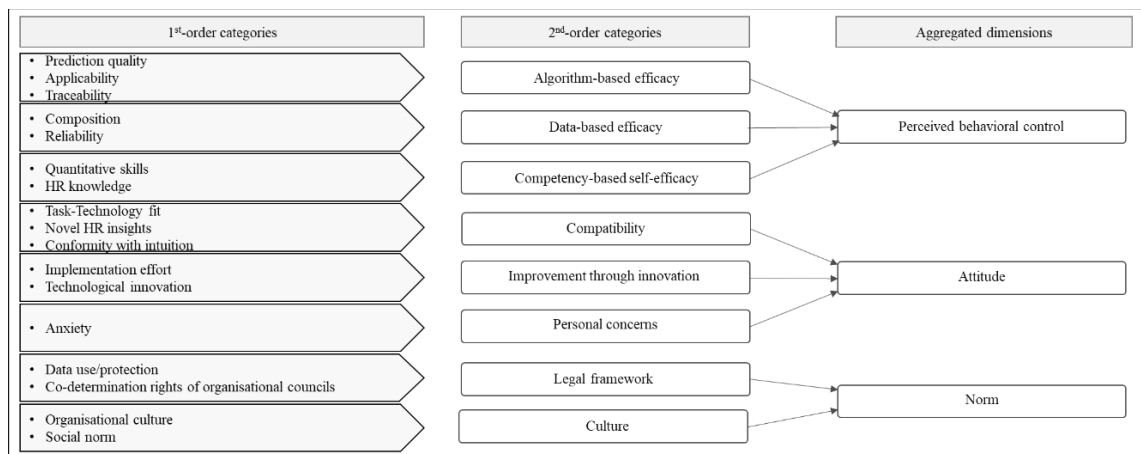 1st-order categories
2nd-order categories
Aggregated dimensions
• Prediction quality
• Applicability
• Traceability
Algorithm-based efficacy
• Composition
• Reliability
Data-based efficacy
Perceived behavioral control
• Quantitative skills
• HR knowledge
Competency-based self-efficacy
• Task-Technology fit
• Novel HR insights
• Conformity with intuition
Compatibility
• Implementation effort
• Technological innovation
Improvement through innovation
Attitude
• Anxiety
Personal concerns
• Data use/protection
• Co-determination rights of organisational councils
Legal framework
Norm
• Organisational culture
• Social norm
Culture